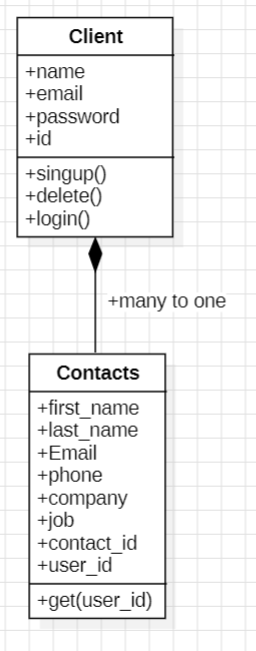 Client
+name
+email
+password
+id
+singup()
+delete()
+login()
+many to one
Contacts
+first_name
+last_name
+Email
+phone
+company
+job
+contact_id
+user_id
+get(user_id)